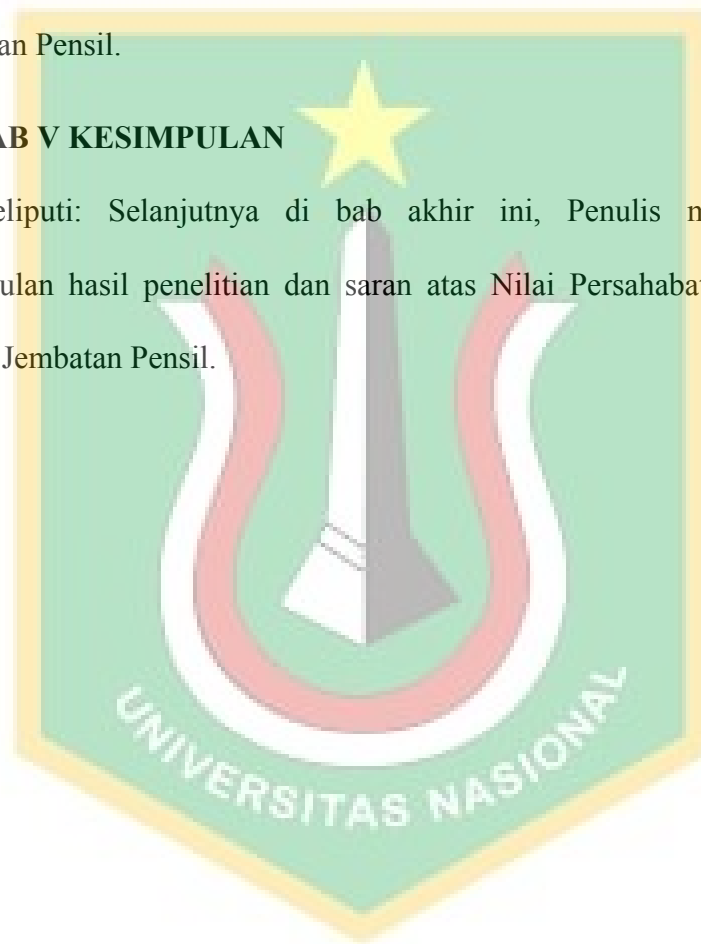 an Pensil.
AB V KESIMPULAN
eliputi: Selanjutnya di bab akhir ini, Penulis m
ulan hasil penelitian dan saran atas Nilai Persahaba
Jembatan Pensil.
UNIVERSITAS NASIONAL